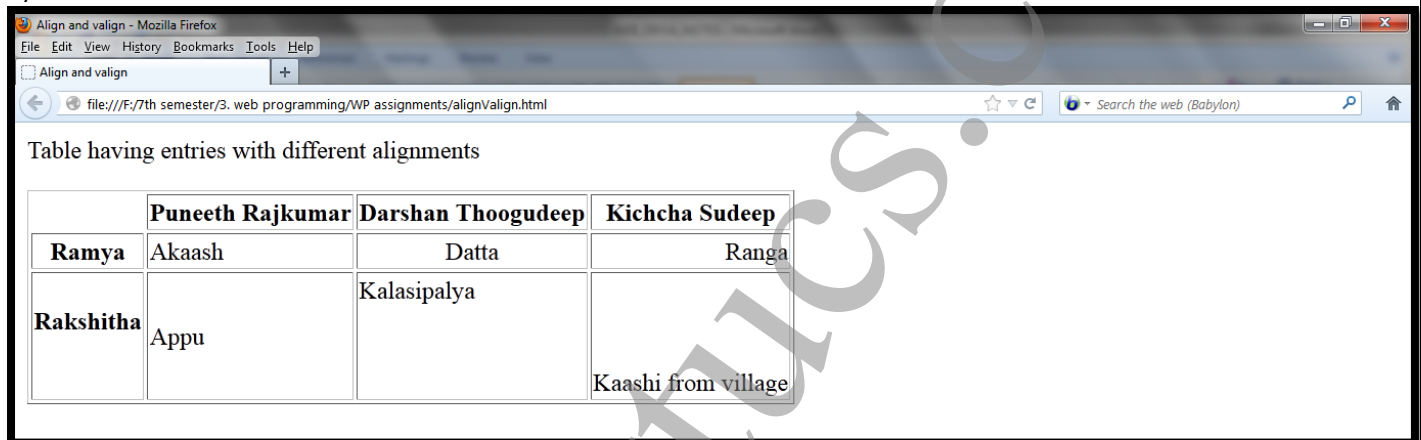 Align and valign - Mozilla Firefox
File Edit View History Bookmarks Tools Help
Align and valign +
file:///F:/7th semester/3. web programming/WP assignments/alignValign.html Search the web (Babylon)
Table having entries with different alignments
Puneeth Rajkumar Darshan Thoogudeep Kichcha Sudeep
Ramya Akaash Datta Ranga
Rakshitha Appu Kalasipalya Kaashi from village
tucs.c